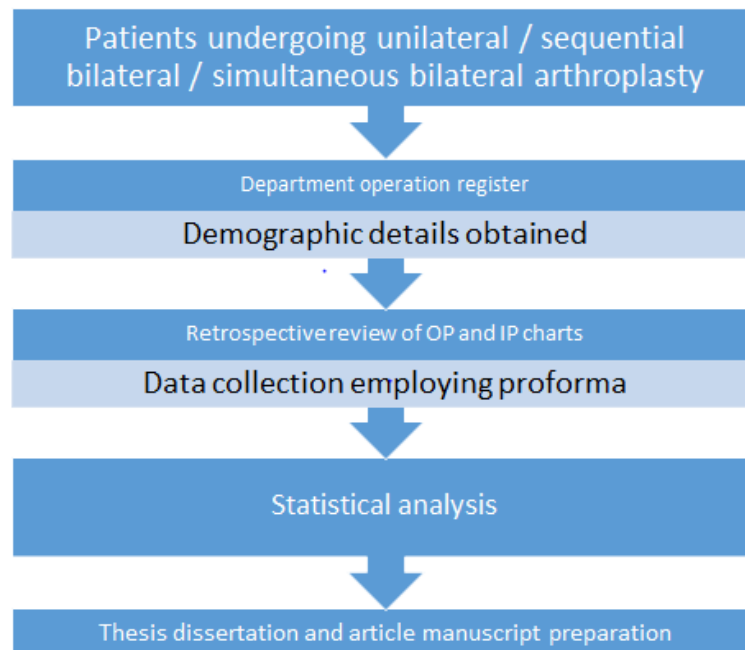 Patients undergoing unilateral / sequential
bilateral / simultaneous bilateral arthroplasty
Department operation register
Demographic details obtained
Retrospective review of OP and IP charts
Data collection employing proforma
Statistical analysis
Thesis dissertation and article manuscript preparation